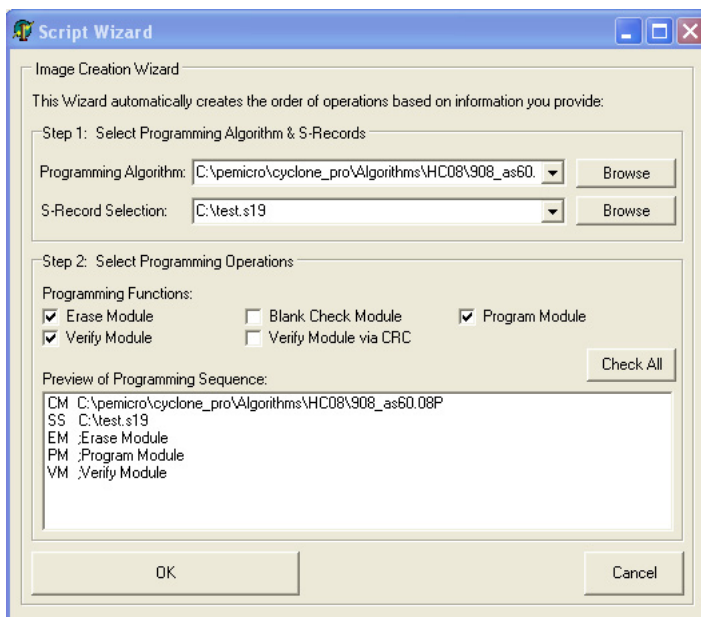 Script Wizard
Image Creation Wizard
This Wizard automatically creates the order of operations based on information you provide:
Step 1: Select Programming Algorithm & S-Records
Programming Algorithm: C:\pemicro\cyclone_pro\Algorithms\HC08\908_as60. Browse
S-Record Selection: C:\test.s19 Browse
Step 2: Select Programming Operations
Programming Functions:
Erase Module Blank Check Module Program Module
Verify Module Verify Module via CRC
Check All
Preview of Programming Sequence:
CM C:\pemicro\cyclone_pro\Algorithms\HC08\908_as60.08P
SS C:\test.s19
EM ;Erase Module
PM ;Program Module
VM ;Verify Module
OK Cancel